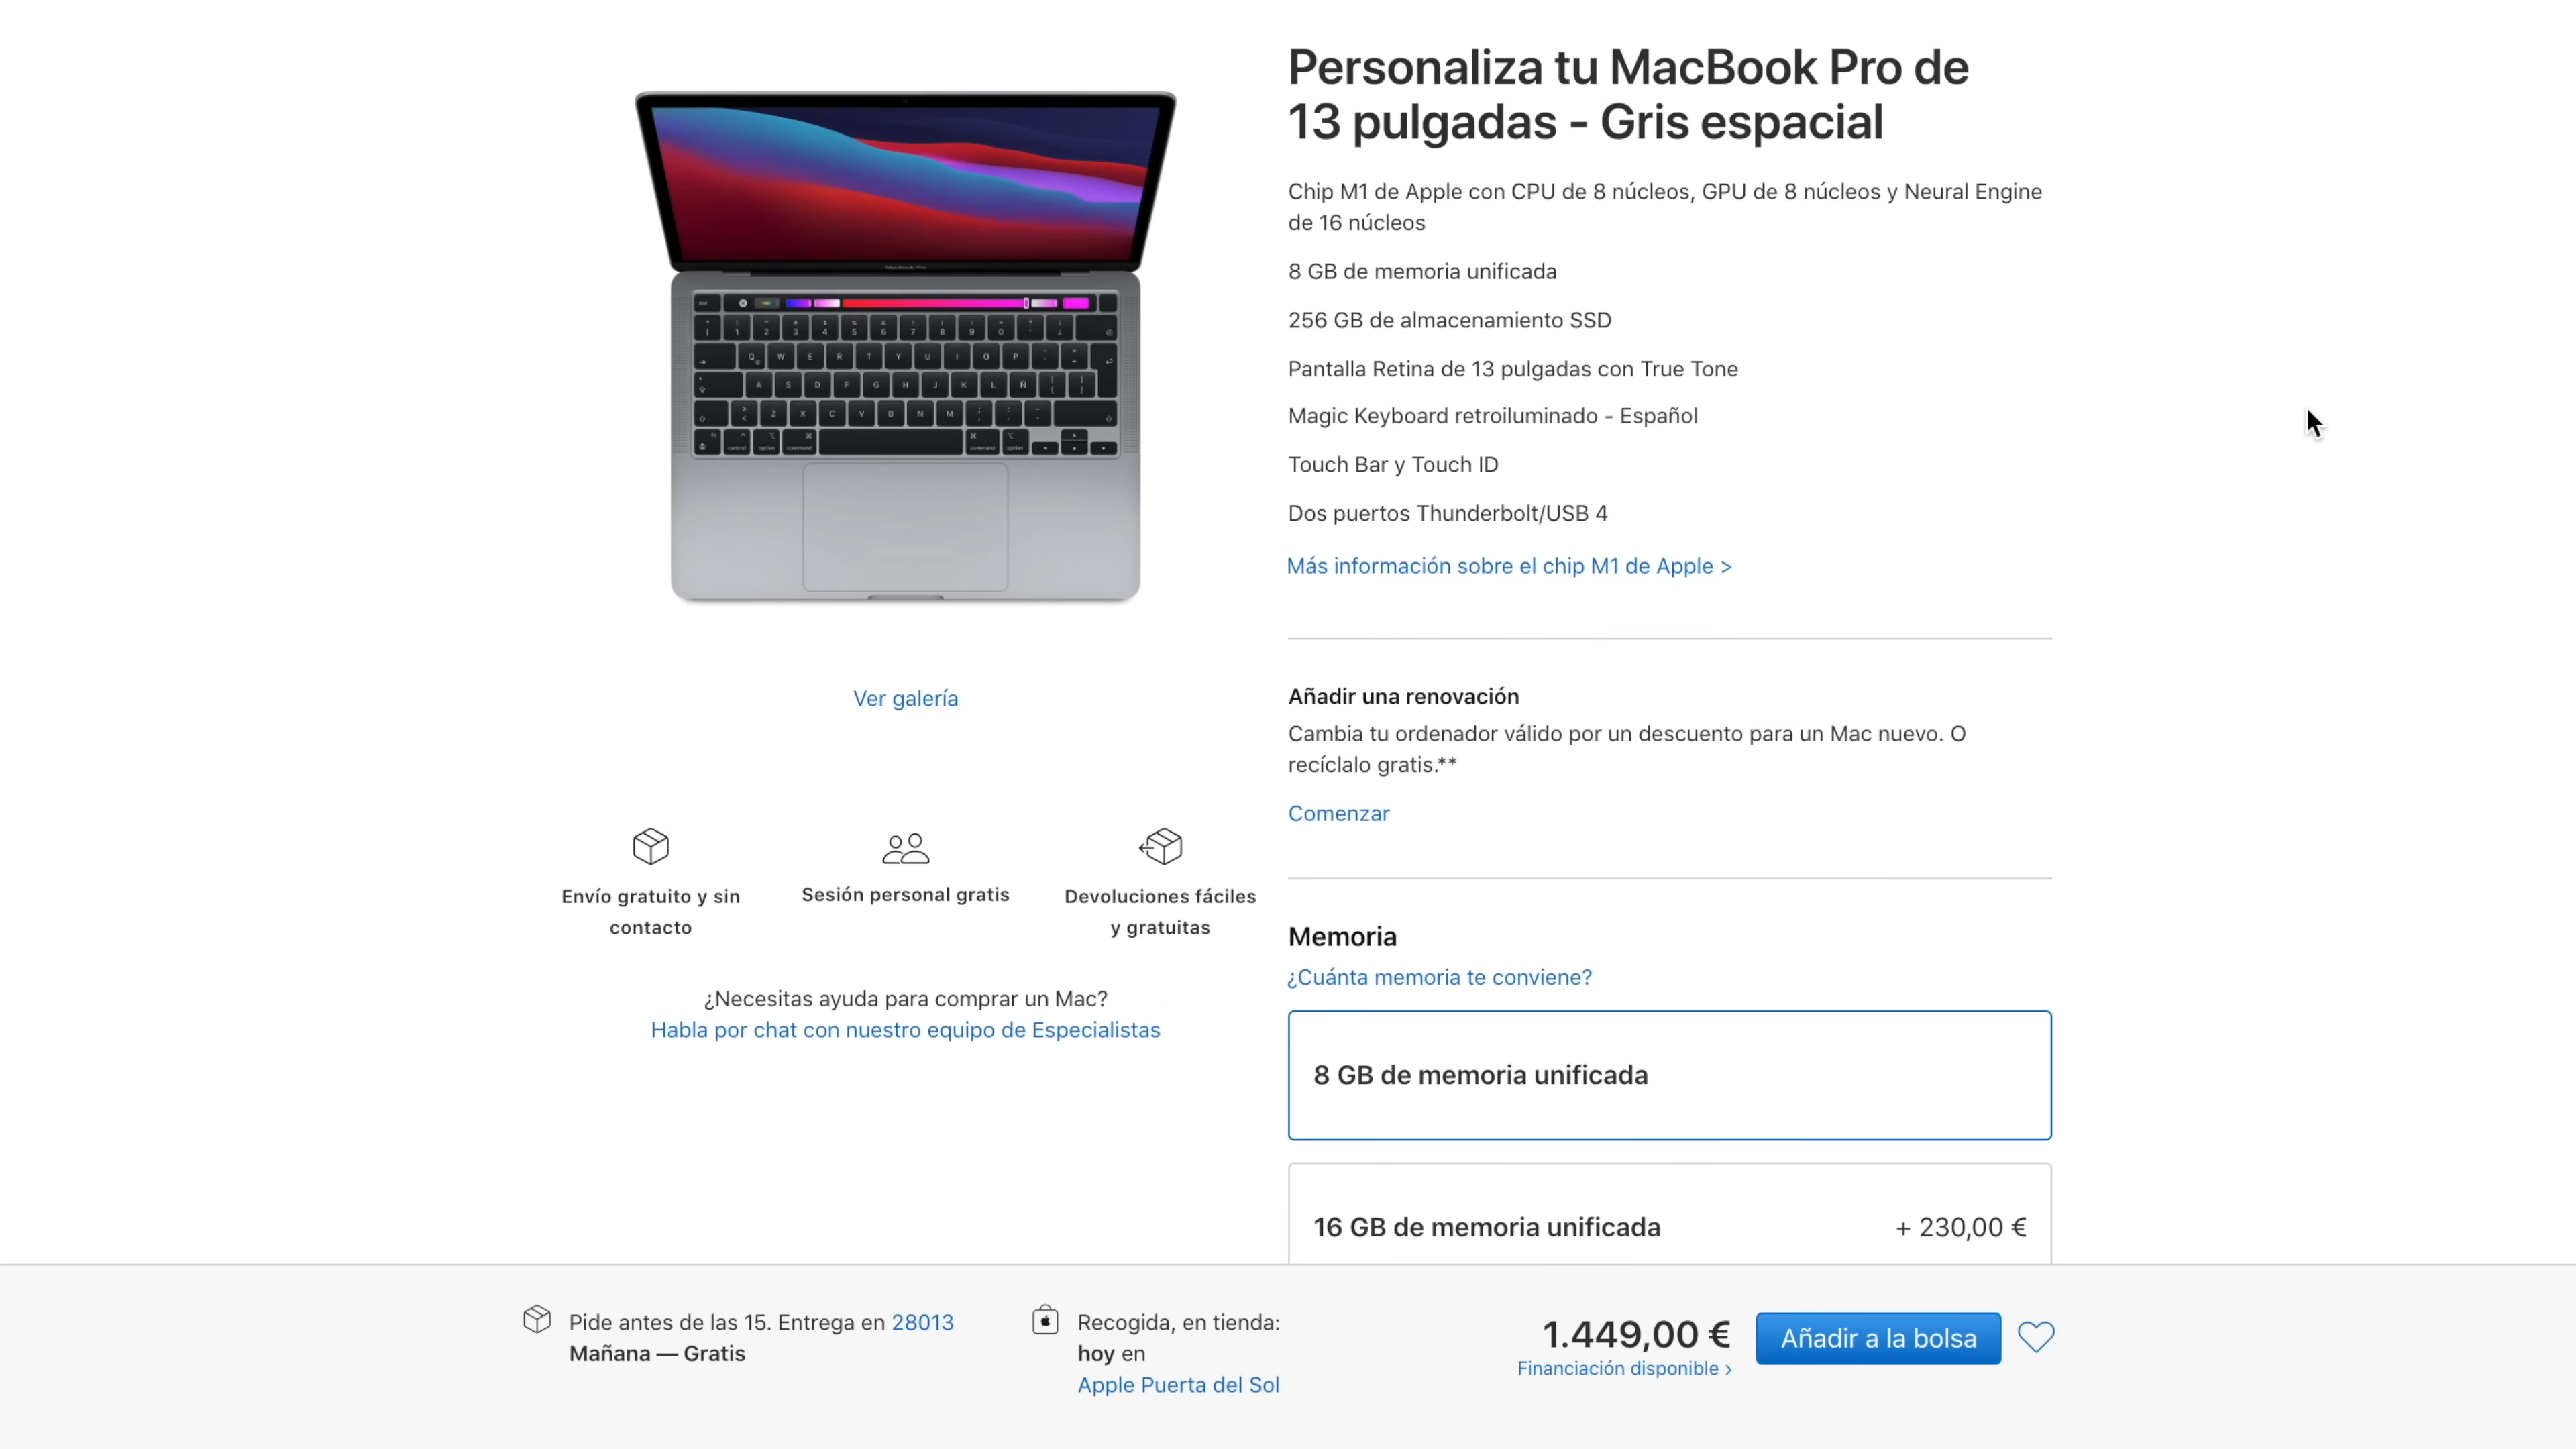 Personaliza tu MacBook Pro de
13 pulgadas - Gris espacial
Chip M1 de Apple con CPU de 8 núcleos, GPU de 8 núcleos y Neural Engine
de 16 núcleos
8 GB de memoria unificada
256 GB de almacenamiento SSD
Pantalla Retina de 13 pulgadas con True Tone
Magic Keyboard retroiluminado - Español
Touch Bar y Touch ID
Dos puertos Thunderbolt/USB 4
Más información sobre el chip M1 de Apple >
Ver galería
Envío gratuito y sin
contacto
Sesión personal gratis
Devoluciones fáciles
y gratuitas
¿Necesitas ayuda para comprar un Mac?
Habla por chat con nuestro equipo de Especialistas
Añadir una renovación
Cambia tu ordenador válido por un descuento para un Mac nuevo. O
recíclalo gratis.**
Comenzar
Memoria
¿Cuánta memoria te conviene?
8 GB de memoria unificada
16 GB de memoria unificada + 230,00 €
Pide antes de las 15. Entrega en 28013
Mañana — Gratis
Recogida, en tienda:
hoy en
Apple Puerta del Sol
1.449,00 €
Financiación disponible ›
Añadir a la bolsa